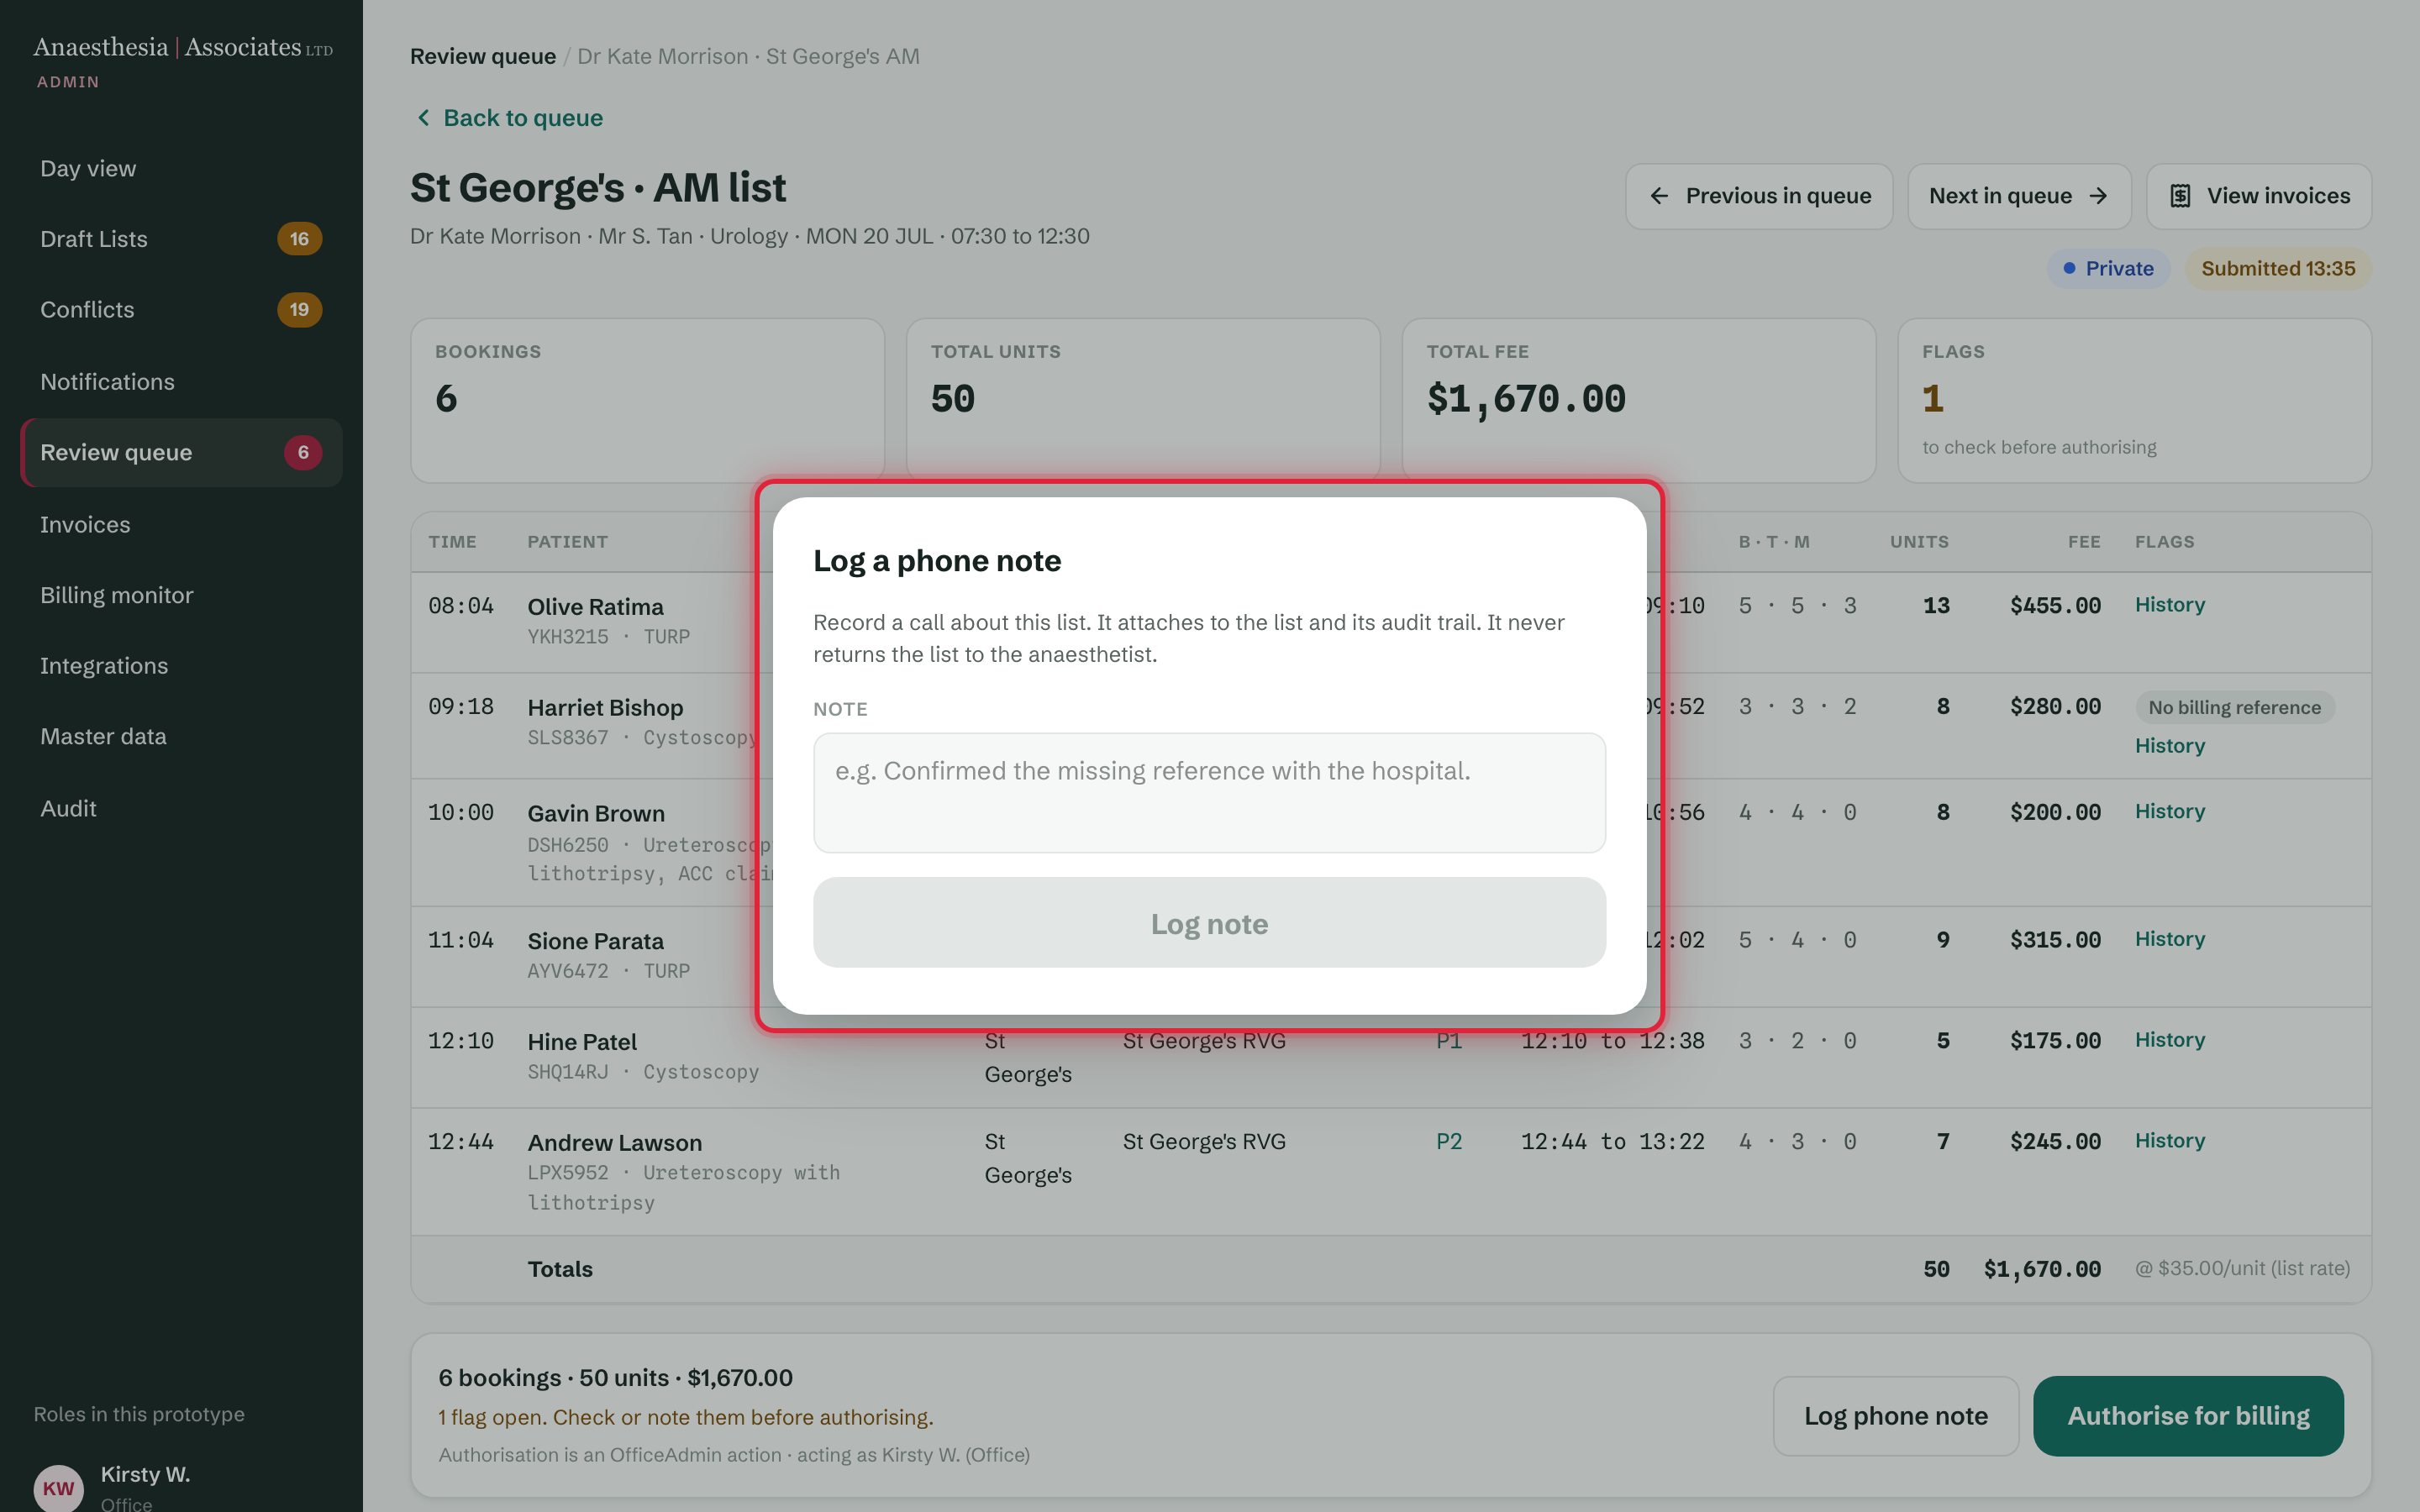 Anaesthesia | Associates LTD
ADMIN
Day view
Draft Lists 16
Conflicts 19
Notifications
Review queue 6
Invoices
Billing monitor
Integrations
Master data
Audit
Roles in this prototype
KW Kirsty W.
Office
Review queue / Dr Kate Morrison · St George's AM
Back to queue
St George's · AM list
Dr Kate Morrison · Mr S. Tan · Urology · MON 20 JUL · 07:30 to 12:30
Previous in queue
Next in queue
View invoices
Private
Submitted 13:35
BOOKINGS
6
TOTAL UNITS
50
TOTAL FEE
$1,670.00
FLAGS
1
to check before authorising
TIME PATIENT B · T · M UNITS FEE FLAGS
08:04 Olive Ratima 09:10 5 · 5 · 3 13 $455.00 History
YKH3215 · TURP
09:18 Harriet Bishop 09:52 3 · 3 · 2 8 $280.00 No billing reference
SLS8367 · Cystoscopy
History
10:00 Gavin Brown 10:56 4 · 4 · 0 8 $200.00 History
DSH6250 · Ureteroscop
lithotripsy, ACC clai
11:04 Sione Parata 12:02 5 · 4 · 0 9 $315.00 History
AYV6472 · TURP
12:10 Hine Patel St George's St George's RVG P1 12:10 to 12:38 3 · 2 · 0 5 $175.00 History
SHQ14RJ · Cystoscopy
12:44 Andrew Lawson St George's St George's RVG P2 12:44 to 13:22 4 · 3 · 0 7 $245.00 History
LPX5952 · Ureteroscopy with
lithotripsy
Totals 50 $1,670.00 @ $35.00/unit (list rate)
Log a phone note
Record a call about this list. It attaches to the list and its audit trail. It never
returns the list to the anaesthetist.
NOTE
e.g. Confirmed the missing reference with the hospital.
Log note
6 bookings · 50 units · $1,670.00
1 flag open. Check or note them before authorising.
Authorisation is an OfficeAdmin action · acting as Kirsty W. (Office)
Log phone note
Authorise for billing